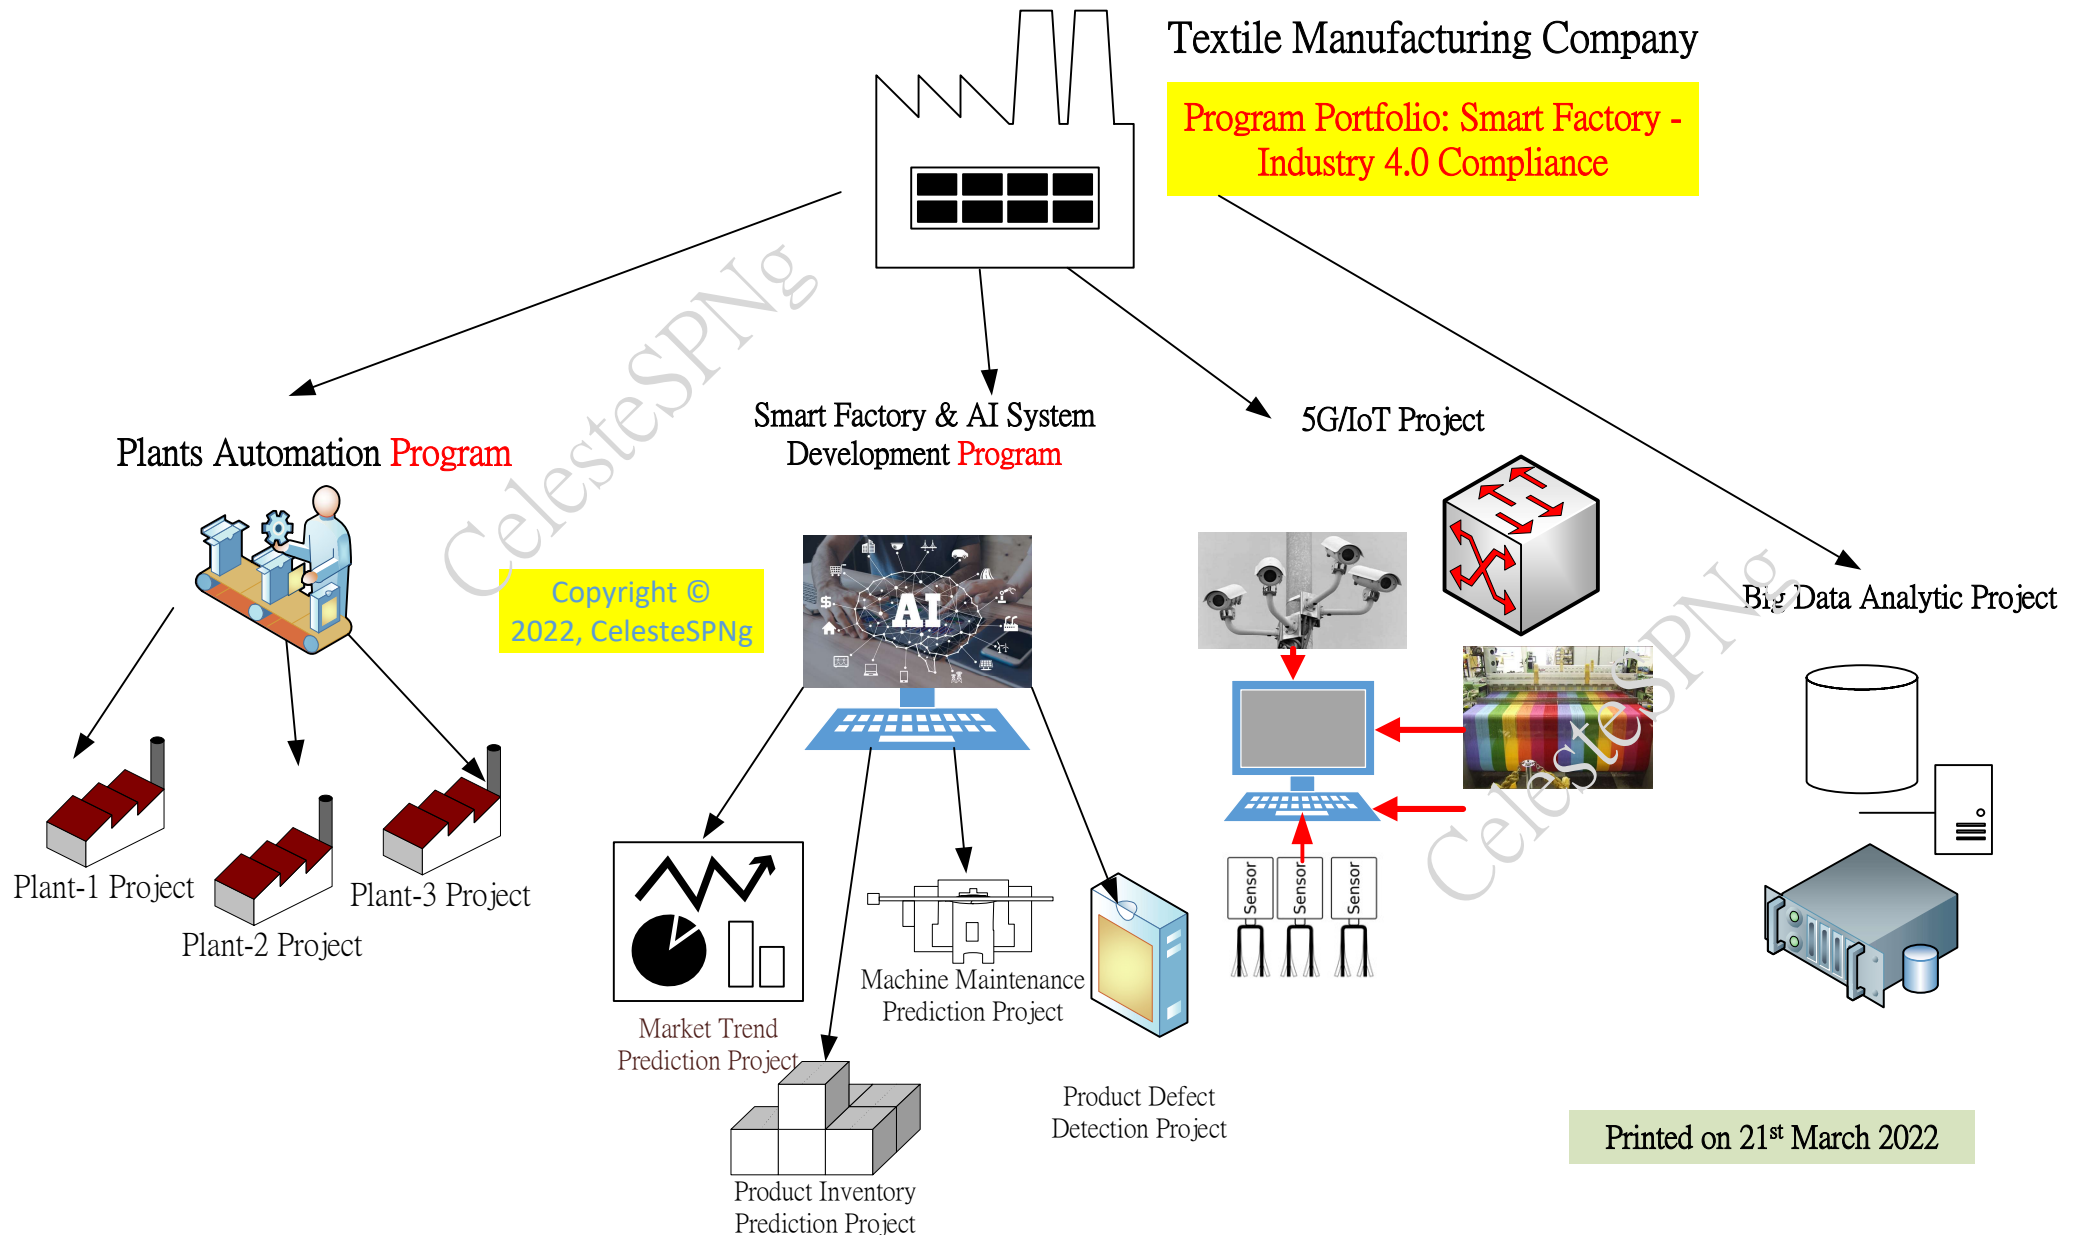 Textile Manufacturing Company
Program Portfolio: Smart Factory -
Industry 4.0 Compliance
Plants Automation Program
Smart Factory & AI System
Development Program
5G/IoT Project
Big Data Analytic Project
CelesteSPNg
CelesteSPNg
Copyright ©
2022, CelesteSPNg
AI
$
Plant-1 Project
Plant-2 Project
Plant-3 Project
Sensor
Sensor
Sensor
Machine Maintenance
Prediction Project
Market Trend
Prediction Project
Product Defect
Detection Project
Product Inventory
Prediction Project
Printed on 21st March 2022